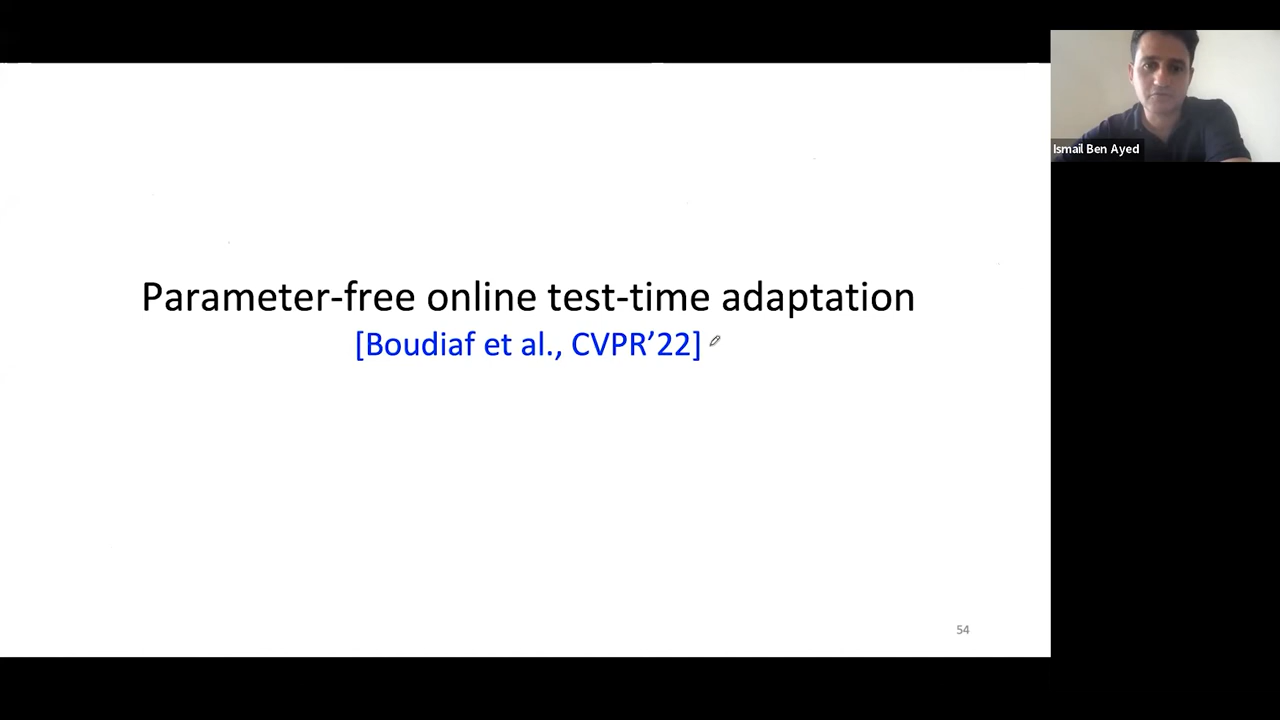 Parameter-free online test-time adaptation
[Boudiaf et al., CVPR’22]
54
Ismail Ben Ayed